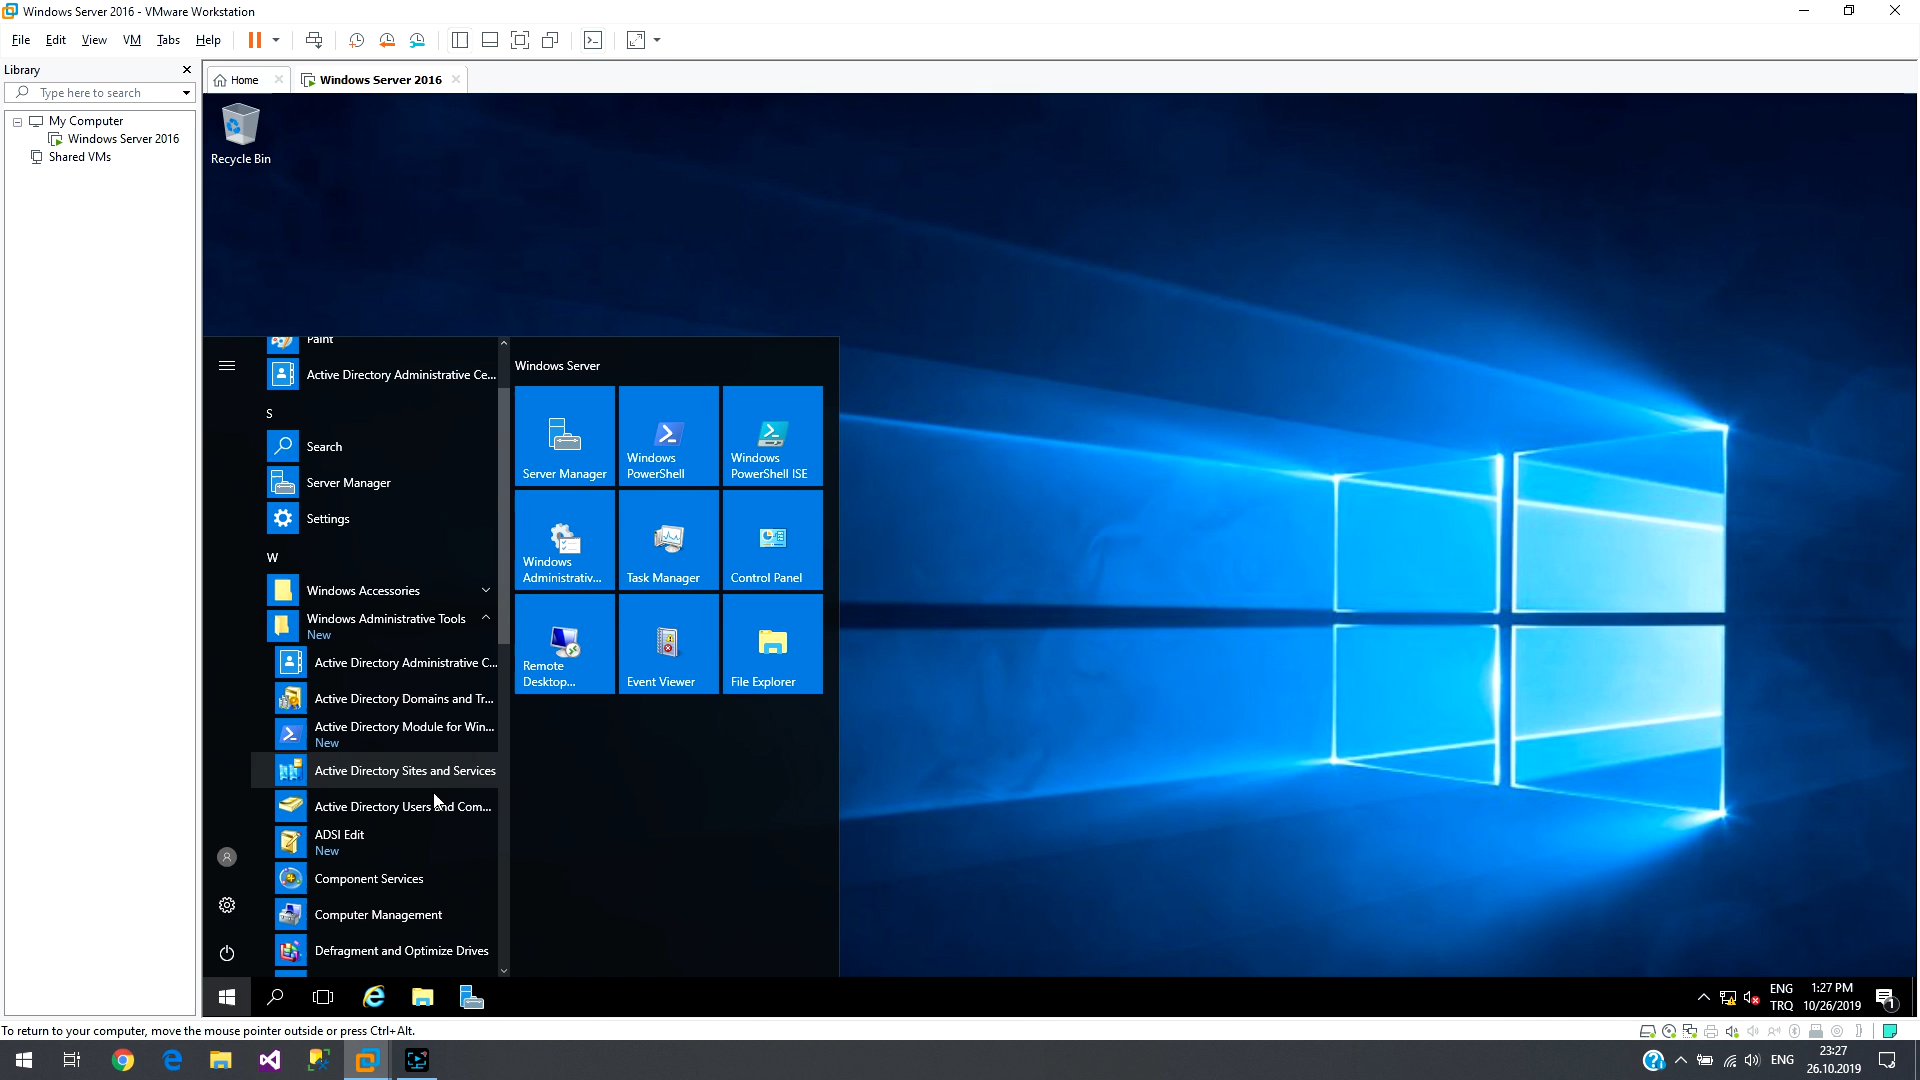 Windows Server 2016 - VMware Workstation
File Edit View VM Tabs Help
Library
Type here to search
My Computer
Windows Server 2016
Shared VMs
Home
Windows Server 2016
Recycle Bin
Paint
Active Directory Administrative Ce...
S
Search
Server Manager
Settings
W
Windows Accessories
Windows Administrative Tools
New
Active Directory Administrative C...
Active Directory Domains and Tr...
Active Directory Module for Win...
New
Active Directory Sites and Services
Active Directory Users and Com...
ADSI Edit
New
Component Services
Computer Management
Defragment and Optimize Drives
Windows Server
Server Manager
Windows
PowerShell
Windows
PowerShell ISE
Windows
Administrativ...
Task Manager
Control Panel
Remote
Desktop...
Event Viewer
File Explorer
ENG
TRQ
1:27 PM
10/26/2019
1
To return to your computer, move the mouse pointer outside or press Ctrl+Alt.
ENG
23:27
26.10.2019